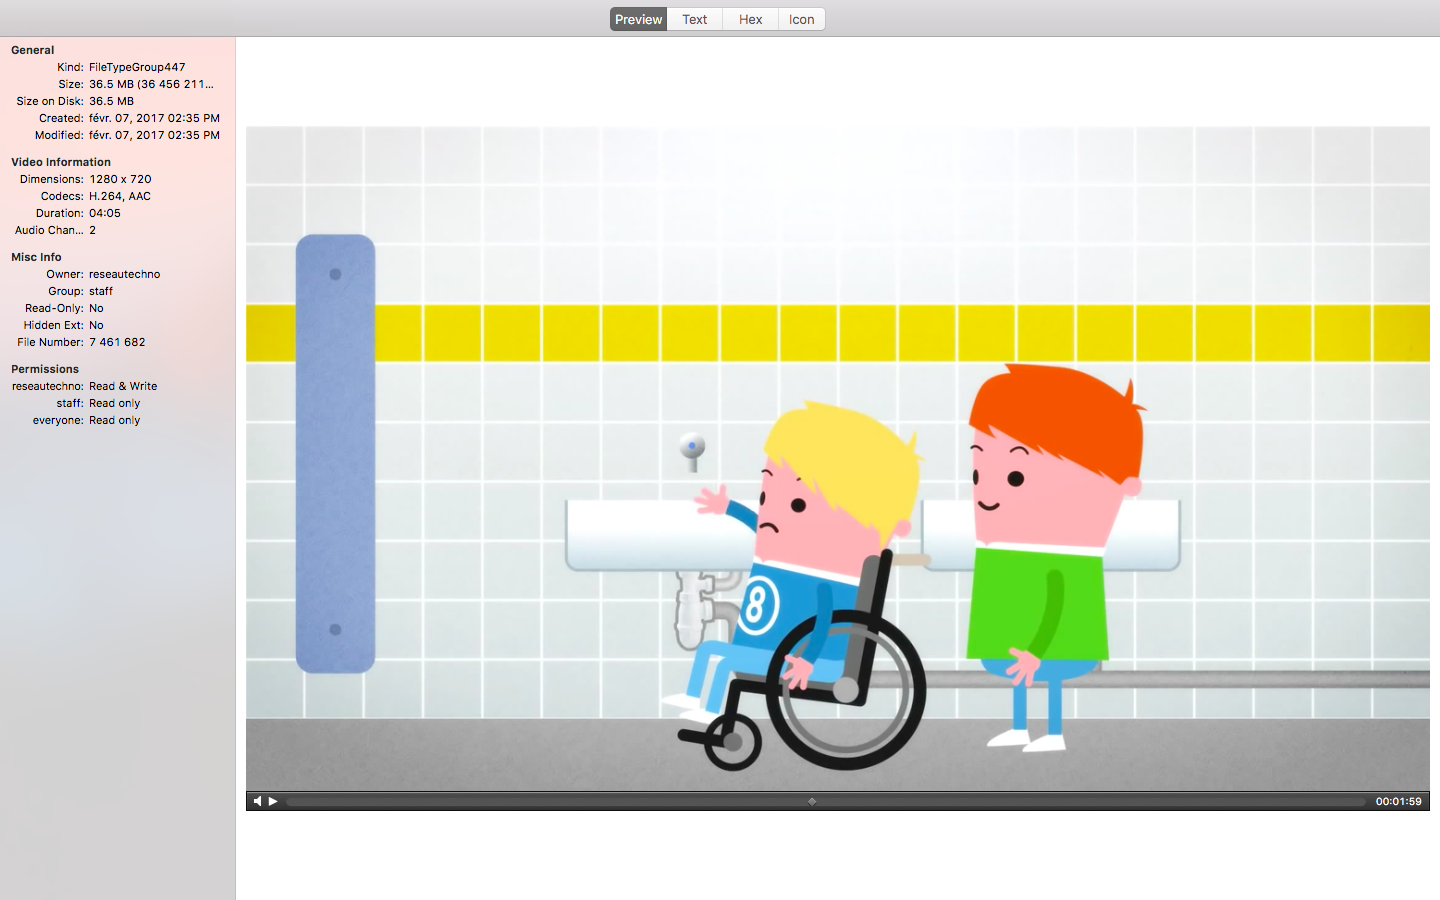 Preview Text Hex Icon
General
Kind: FileTypeGroup447
Size: 36.5 MB (36 456 211...
Size on Disk: 36.5 MB
Created: févr. 07, 2017 02:35 PM
Modified: févr. 07, 2017 02:35 PM
Video Information
Dimensions: 1280 x 720
Codecs: H.264, AAC
Duration: 04:05
Audio Chan... 2
Misc Info
Owner: reseautechno
Group: staff
Read-Only: No
Hidden Ext: No
File Number: 7 461 682
Permissions
reseautechno: Read & Write
staff: Read only
everyone: Read only
8
00:01:59